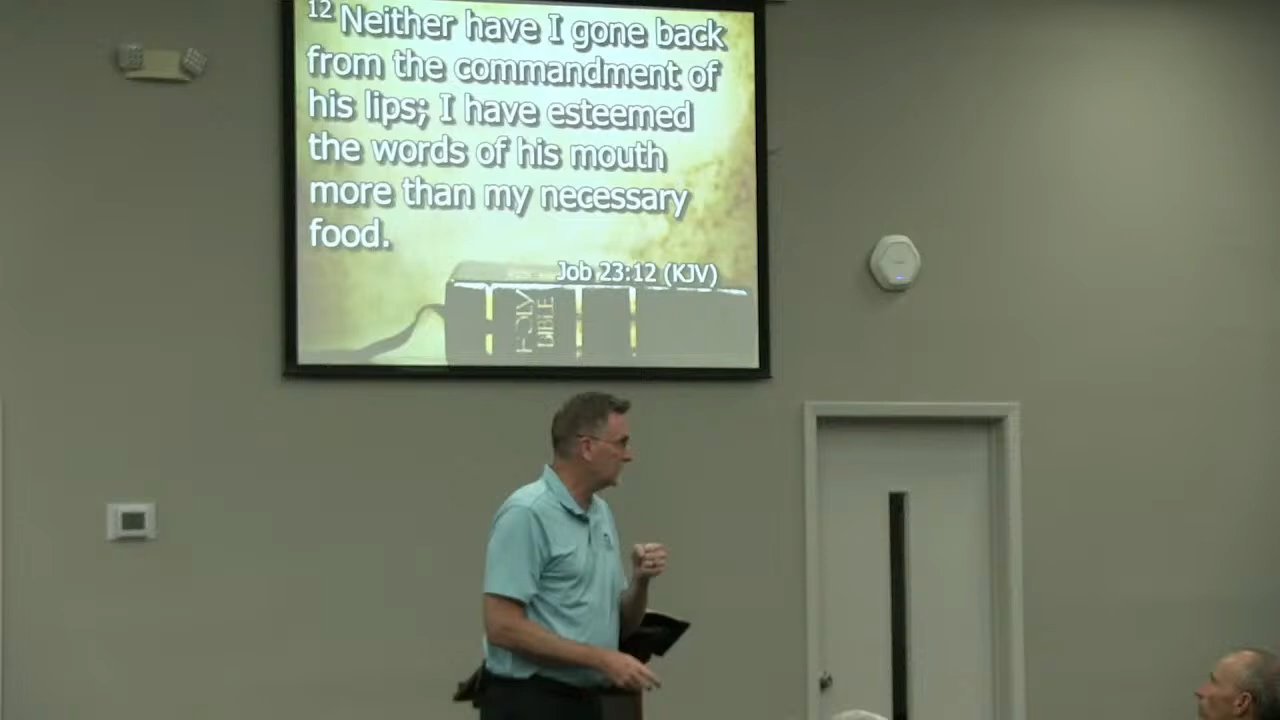 12 Neither have I gone back
from the commandment of
his lips; I have esteemed
the words of his mouth
more than my necessary
food.
Job 23:12 (KJV)
HOLY
BIBLE